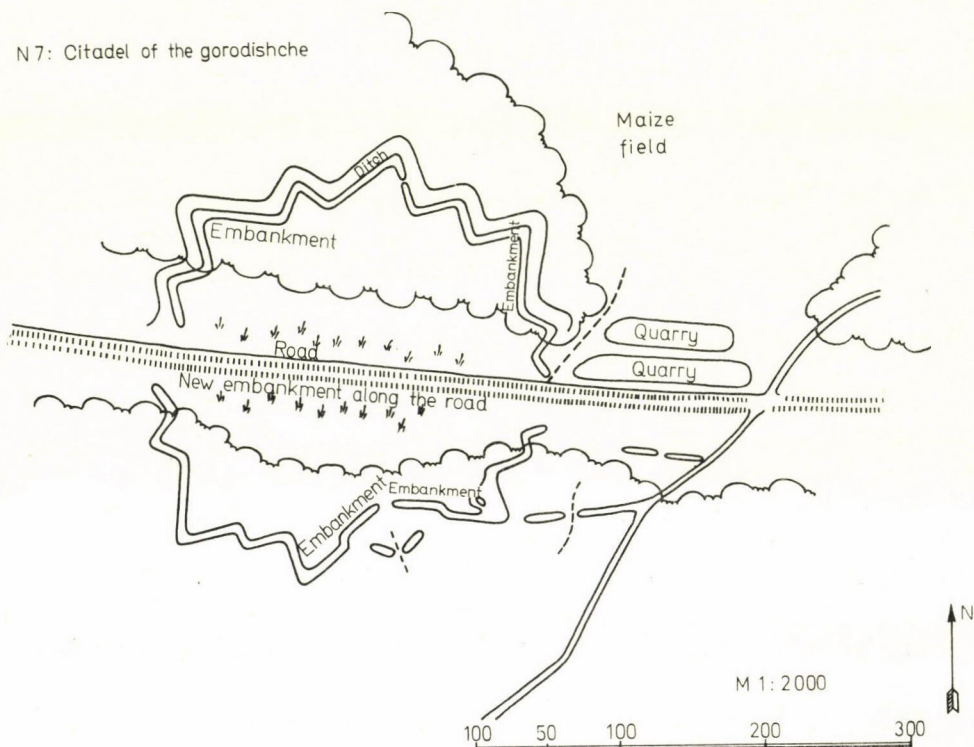 N 7: Citadel of the gorodishche
Maize
field
Ditch
Embankment
Embankment
Quarry
Road
Quarry
New embankment along the road
Embankment
Embankment
N
M 1:2000
100 50 100 200 300